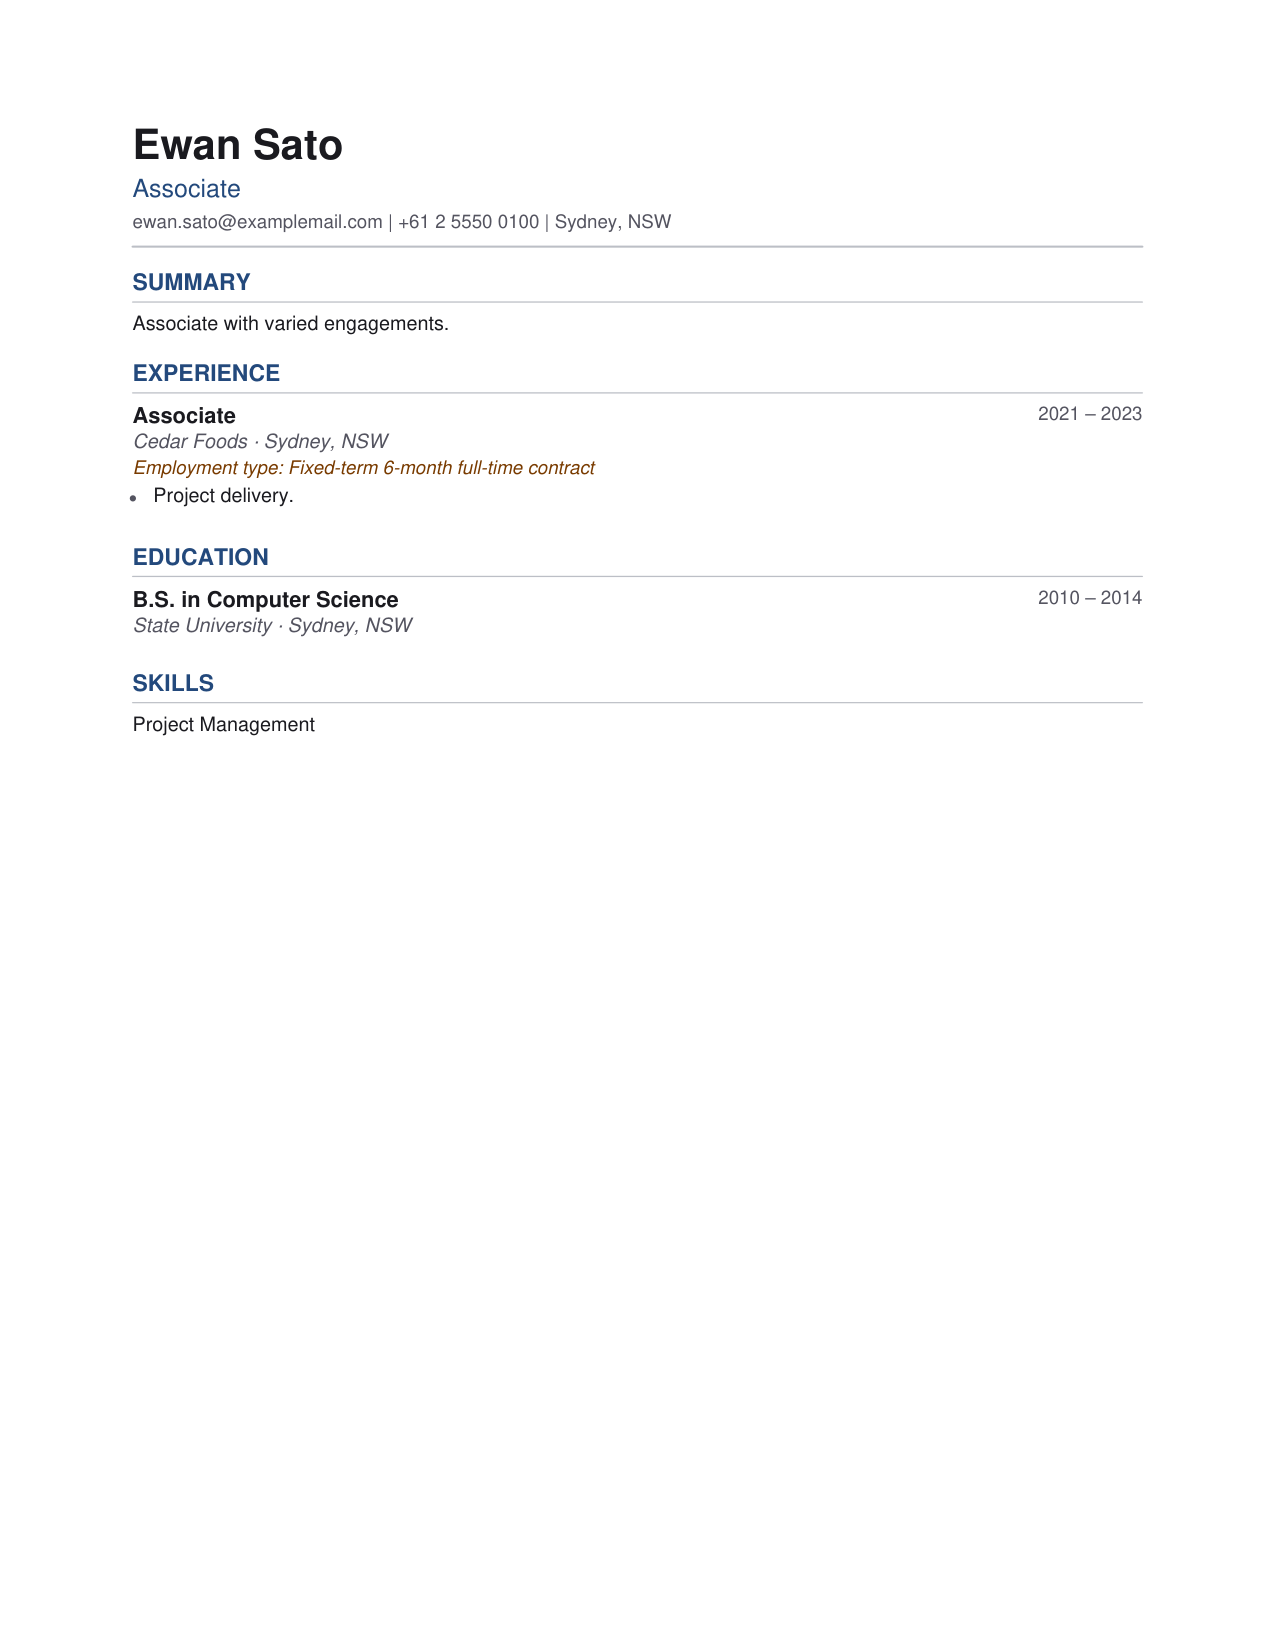 Ewan Sato
Associate
ewan.sato@examplemail.com | +61 2 5550 0100 | Sydney, NSW
SUMMARY
Associate with varied engagements.
EXPERIENCE
Associate 2021 – 2023
Cedar Foods · Sydney, NSW
Employment type: Fixed-term 6-month full-time contract
• Project delivery.
EDUCATION
B.S. in Computer Science 2010 – 2014
State University · Sydney, NSW
SKILLS
Project Management